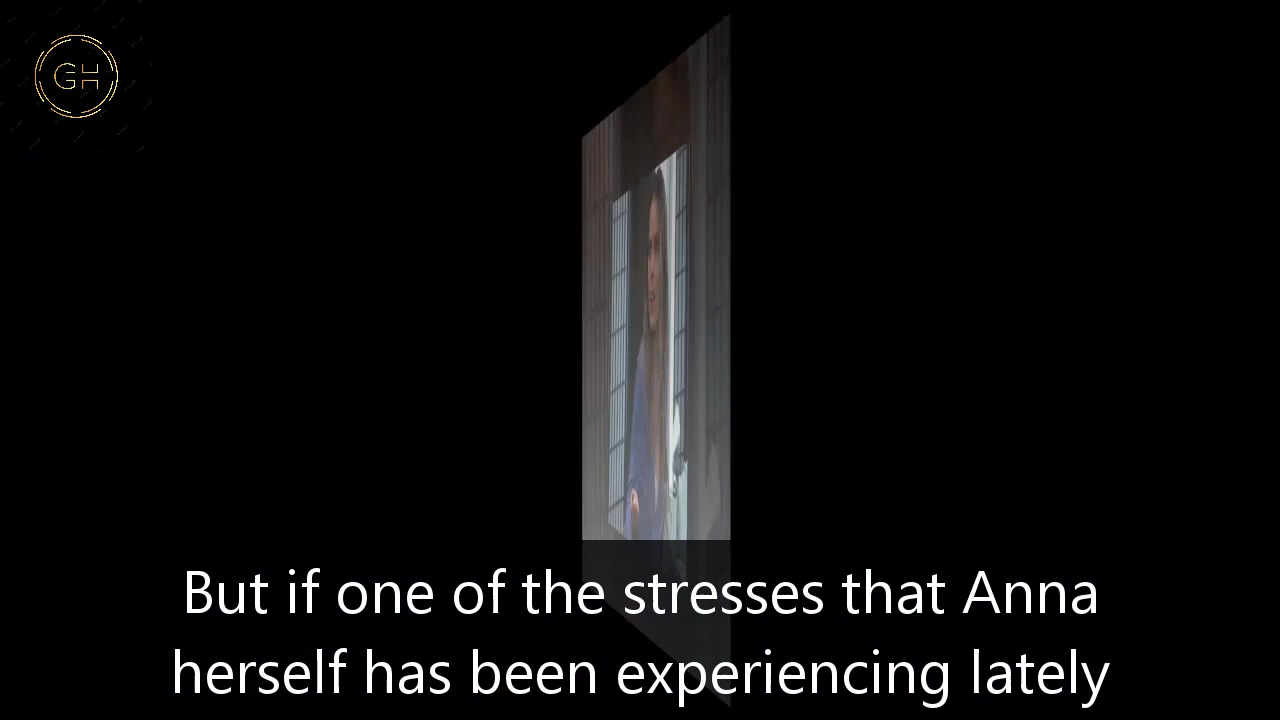 GH
But if one of the stresses that Anna
herself has been experiencing lately